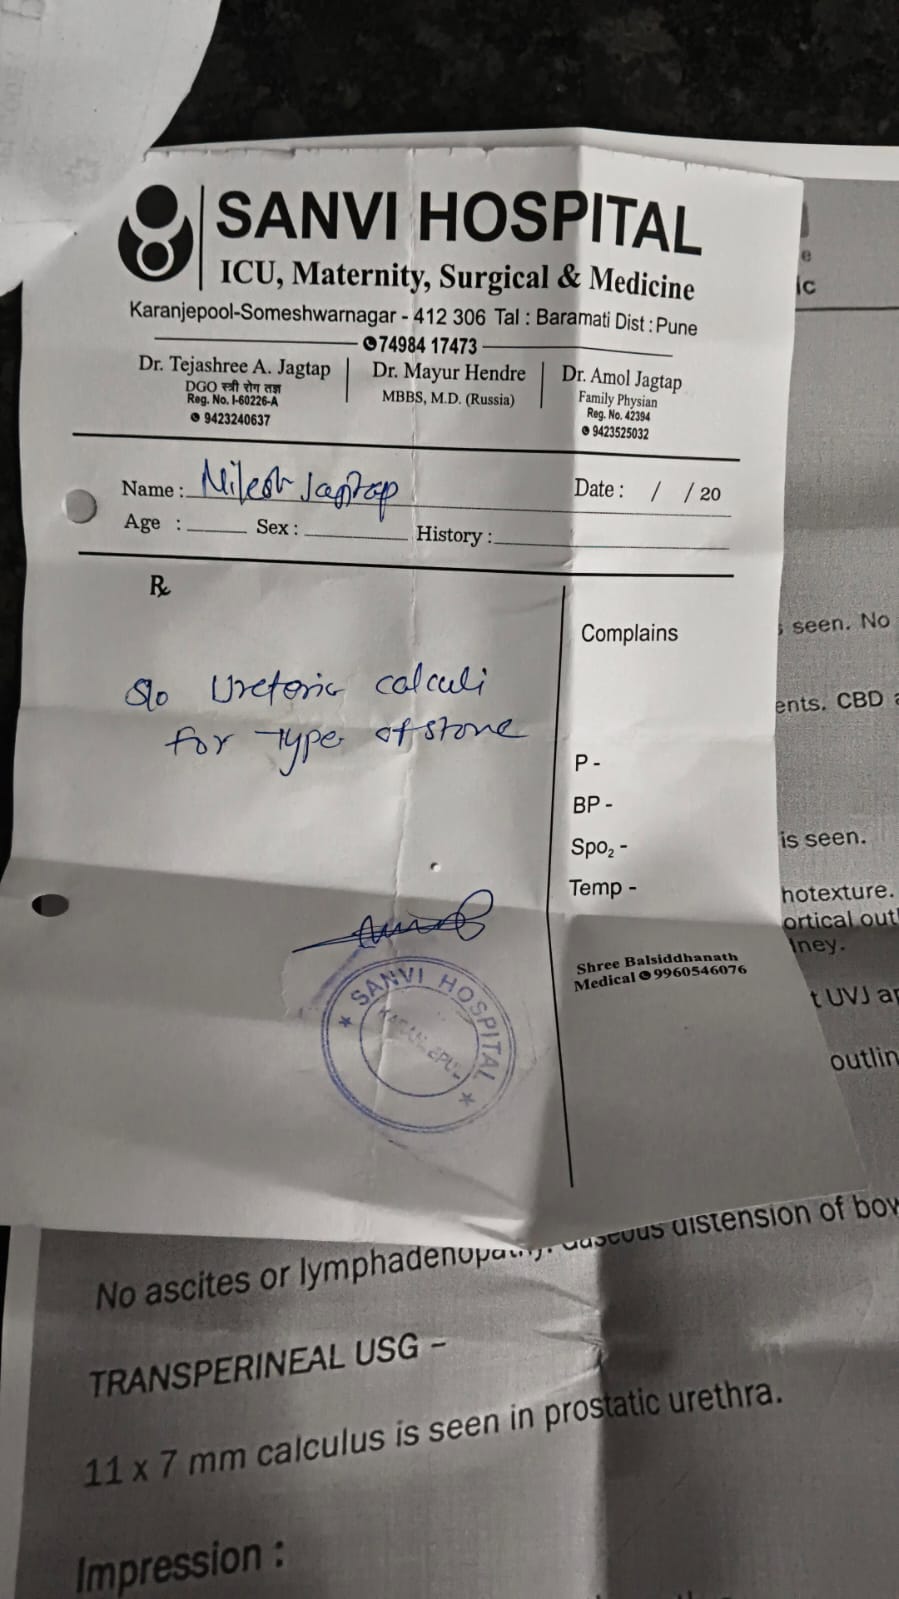 SANVI HOSPITAL
ICU, Maternity, Surgical & Medicine
Karanjepool-Someshwarnagar - 412 306 Tal : Baramati Dist : Pune
74984 17473
Dr. Tejashree A. Jagtap
DGO स्त्री रोग तज्ञ
Reg. No. I-60226-A
9423240637
Dr. Mayur Hendre
MBBS, M.D. (Russia)
Dr. Amol Jagtap
Family Physian
Reg. No. 42394
9423525032
Name : Nilesh Jagtap
Date : / / 20
Age : Sex : History :
℞
Complains
Ureteric calculi
for Type of stone
P -
BP -
Spo₂ -
Temp -
Shree Balsiddhanath
Medical 9960546076
SANVI HOSPITAL
ic
seen. No
ents. CBD
is seen.
hotexture.
ortical outl
ney.
t UVJ
outlin
No ascites or distension of bow
TRANSPERINEAL USG -
11 x 7 mm calculus is seen in prostatic urethra.
Impression :